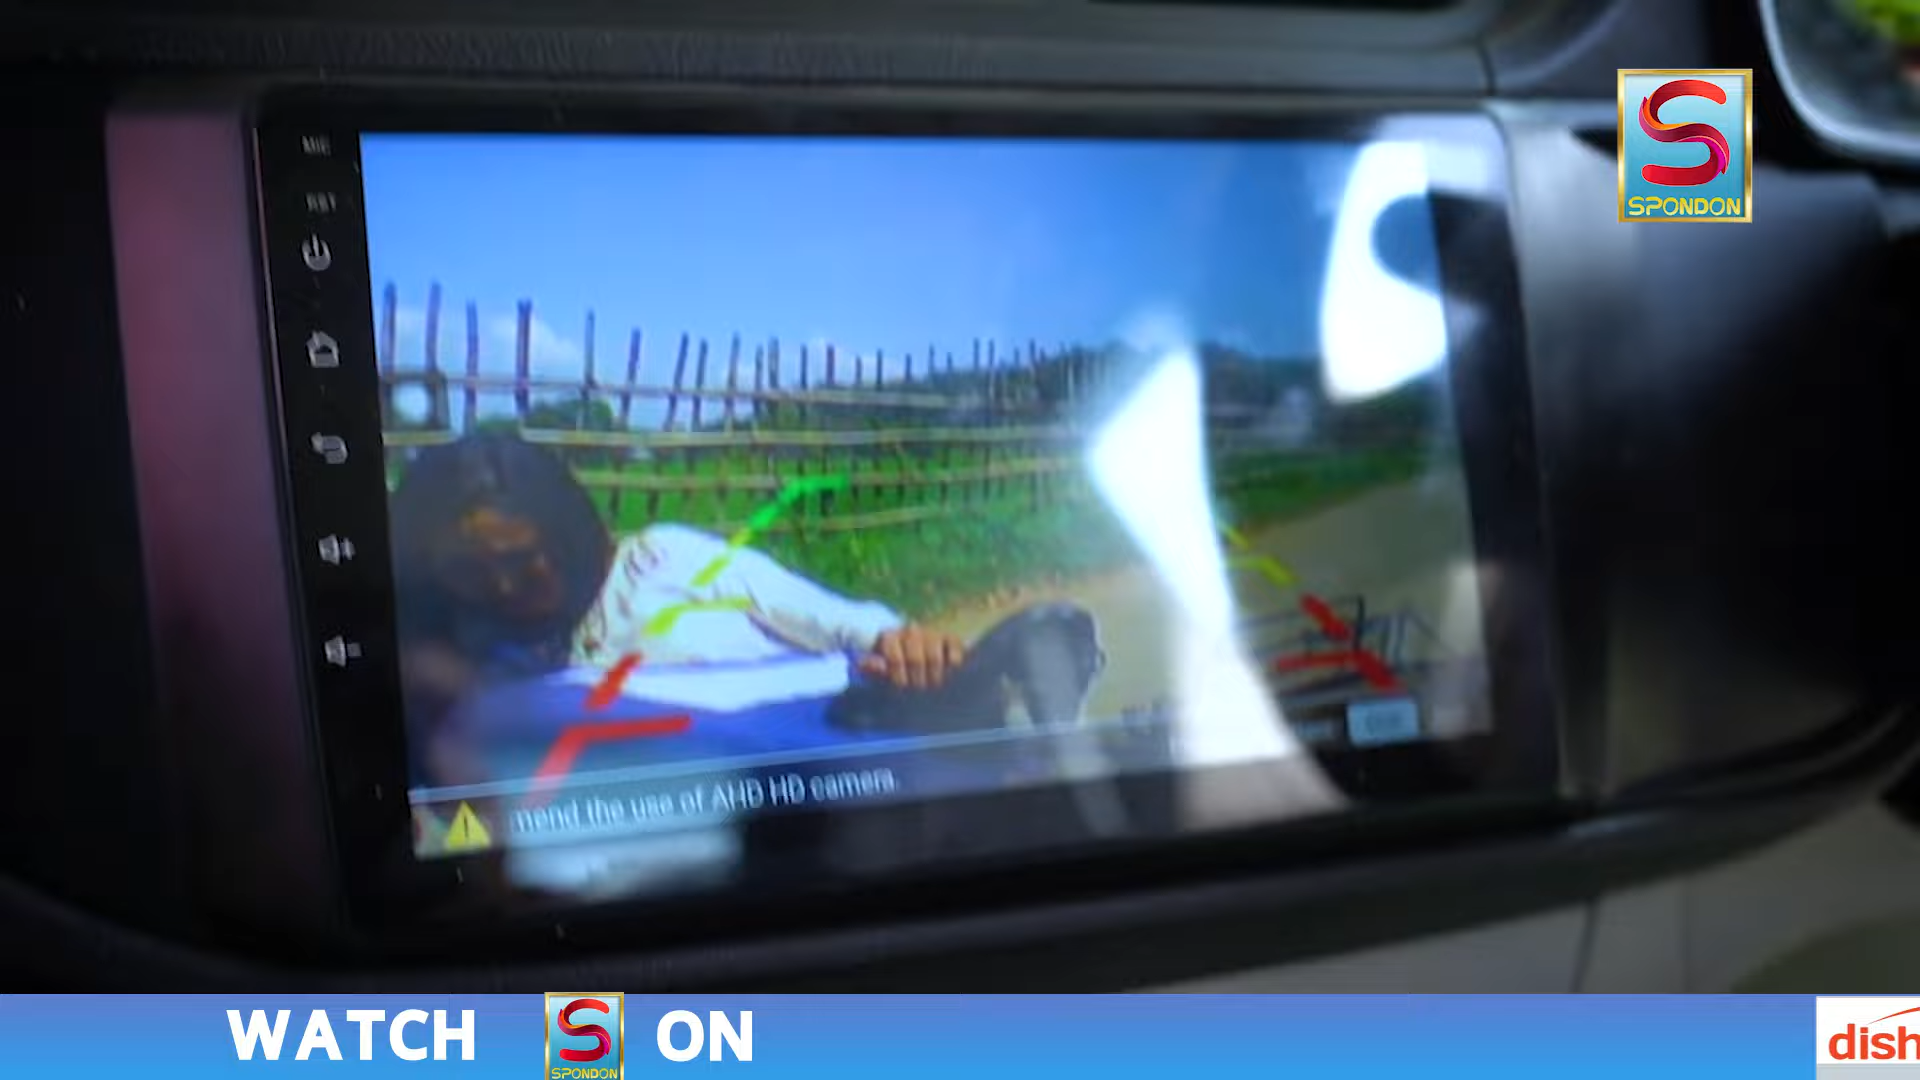 MIC
RST
SPONDON
mend the use of AHD HD camera.
WATCH
SPONDON
ON
dish